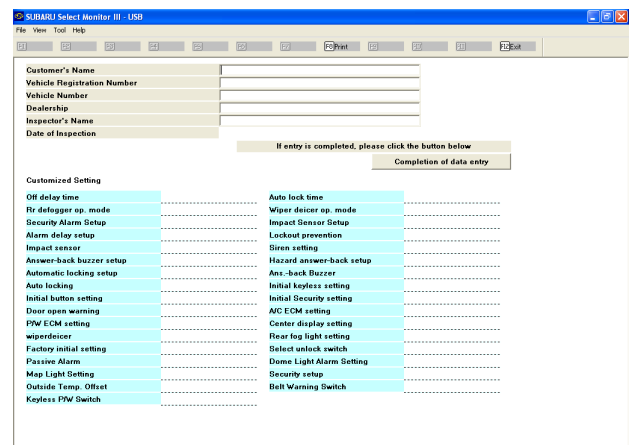 SUBARU Select Monitor III - USB
File View Tool Help
F8 Print F12 Exit
Customer's Name
Vehicle Registration Number
Vehicle Number
Dealership
Inspector's Name
Date of Inspection
If entry is completed, please click the button below
Completion of data entry
Customized Setting
Off delay time Auto lock time
Rr defogger op. mode Wiper deicer op. mode
Security Alarm Setup Impact Sensor Setup
Alarm delay setup Lockout prevention
Impact sensor Siren setting
Answer-back buzzer setup Hazard answer-back setup
Automatic locking setup Ans.-back Buzzer
Auto locking Initial keyless setting
Initial button setting Initial Security setting
Door open warning A/C ECM setting
P/W ECM setting Center display setting
wiperdeicer Rear fog light setting
Factory initial setting Select unlock switch
Passive Alarm Dome Light Alarm Setting
Map Light Setting Security setup
Outside Temp. Offset Belt Warning Switch
Keyless P/W Switch